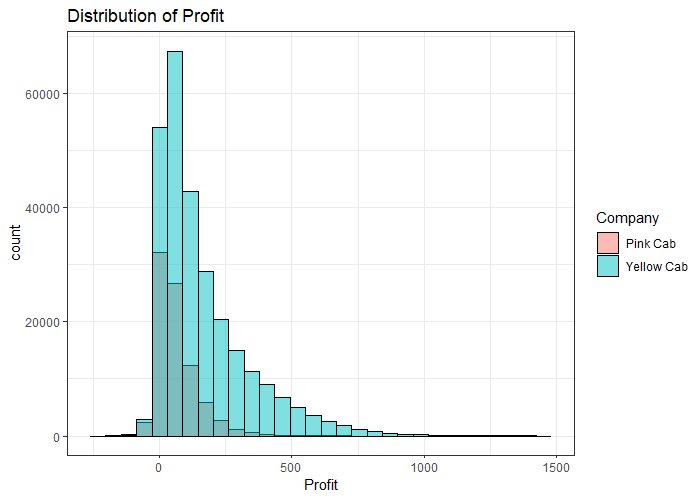 Distribution of Profit
60000
40000
20000
0
count
0
500
1000
1500
Profit
Company
Pink Cab
Yellow Cab